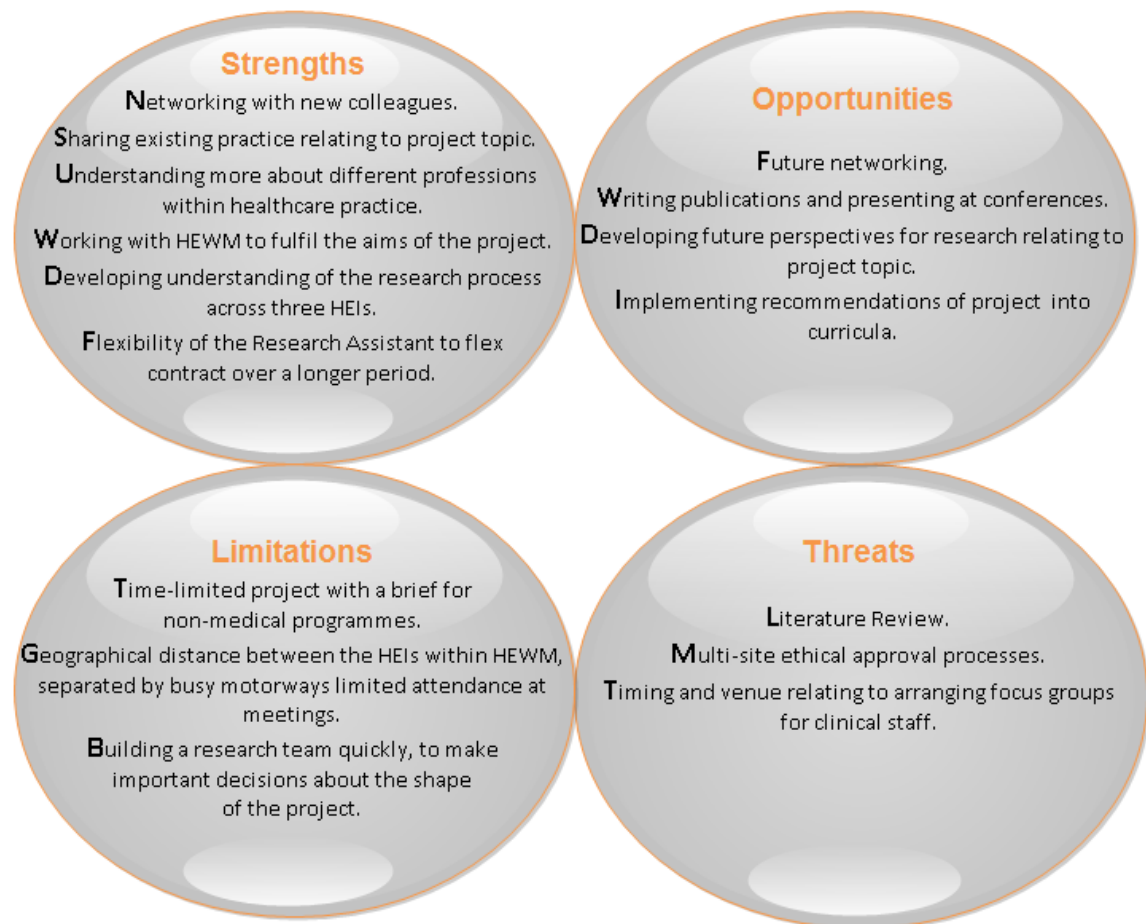 Strengths
Networking with new colleagues.
Sharing existing practice relating to project topic.
Understanding more about different professions
within healthcare practice.
Working with HEWM to fulfil the aims of the project.
Developing understanding of the research process
across three HEIs.
Flexibility of the Research Assistant to flex
contract over a longer period.
Opportunities
Future networking.
Writing publications and presenting at conferences.
Developing future perspectives for research relating to
project topic.
Implementing recommendations of project into
curricula.
Limitations
Time-limited project with a brief for
non-medical programmes.
Geographical distance between the HEIs within HEWM,
separated by busy motorways limited attendance at
meetings.
Building a research team quickly, to make
important decisions about the shape
of the project.
Threats
Literature Review.
Multi-site ethical approval processes.
Timing and venue relating to arranging focus groups
for clinical staff.